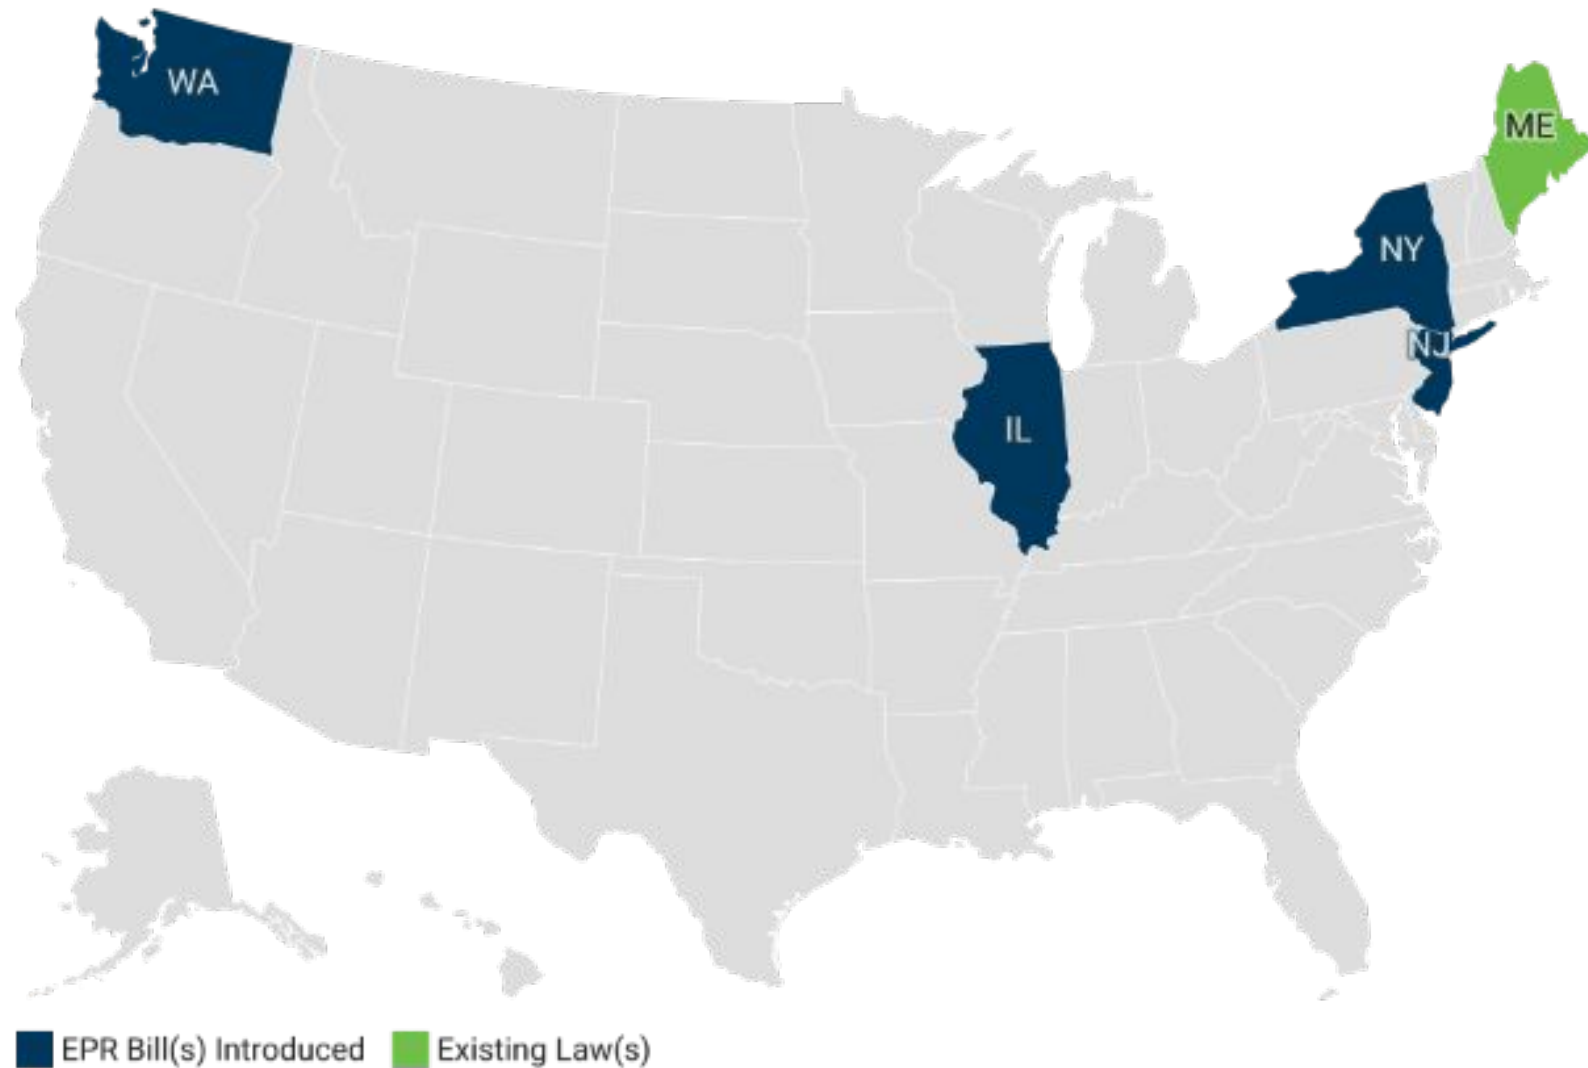 WA
ME
NY
NJ
IL
EPR Bill(s) Introduced
Existing Law(s)